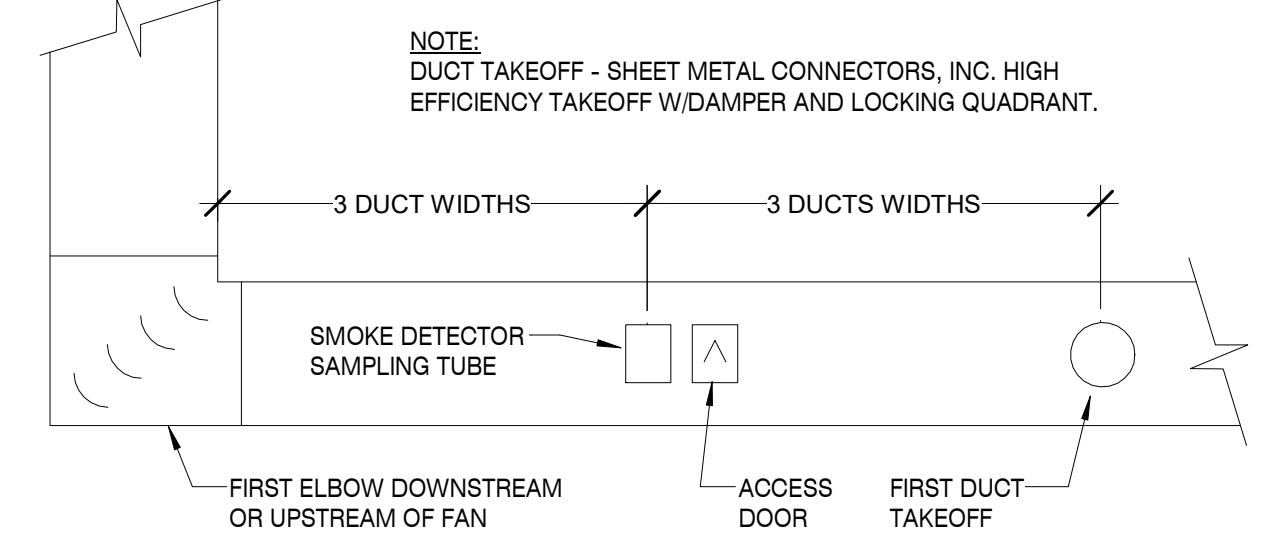 NOTE:
DUCT TAKEOFF - SHEET METAL CONNECTORS, INC. HIGH
EFFICIENCY TAKEOFF W/DAMPER AND LOCKING QUADRANT.
3 DUCT WIDTHS
3 DUCTS WIDTHS
SMOKE DETECTOR
SAMPLING TUBE
FIRST ELBOW DOWNSTREAM
OR UPSTREAM OF FAN
ACCESS
DOOR
FIRST DUCT
TAKEOFF